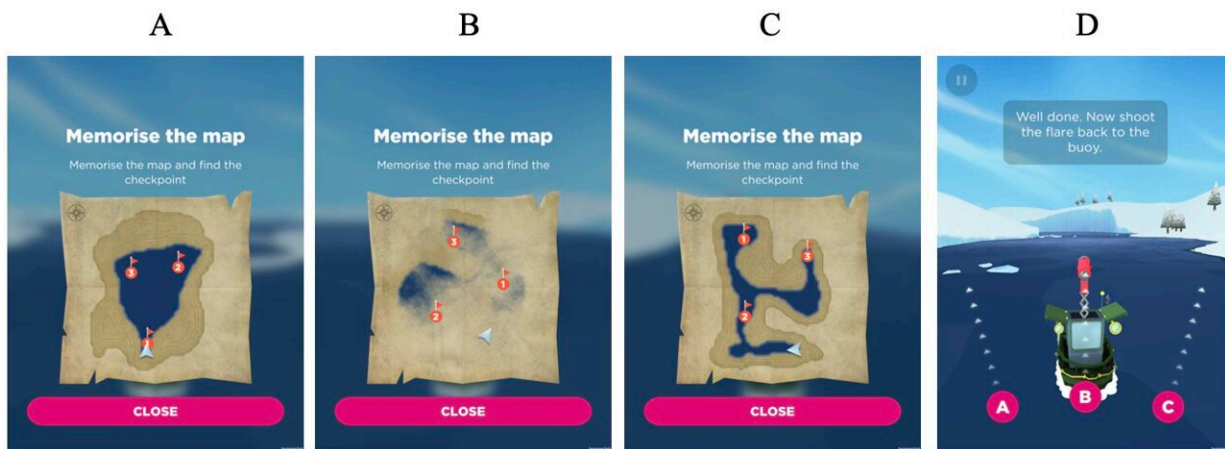 A
B
C
D
Memorise the map
Memorise the map and find the
checkpoint
3
2
1
CLOSE
Memorise the map
Memorise the map and find the
checkpoint
3
1
2
CLOSE
Memorise the map
Memorise the map and find the
checkpoint
1
3
2
CLOSE
Well done. Now shoot
the flare back to the
buoy.
A
B
C